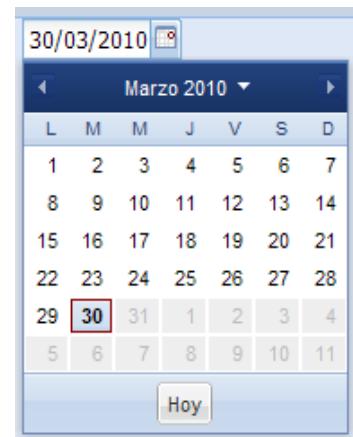 30/03/2010
Marzo 2010
L M M J V S D
1 2 3 4 5 6 7
8 9 10 11 12 13 14
15 16 17 18 19 20 21
22 23 24 25 26 27 28
29 30 31 1 2 3 4
5 6 7 8 9 10 11
Hoy